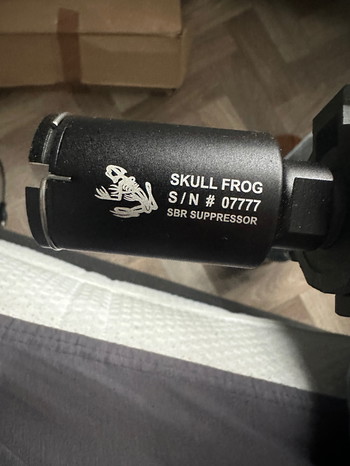 SKULL FROG
S/N # 07777
SBR SUPPRESSOR